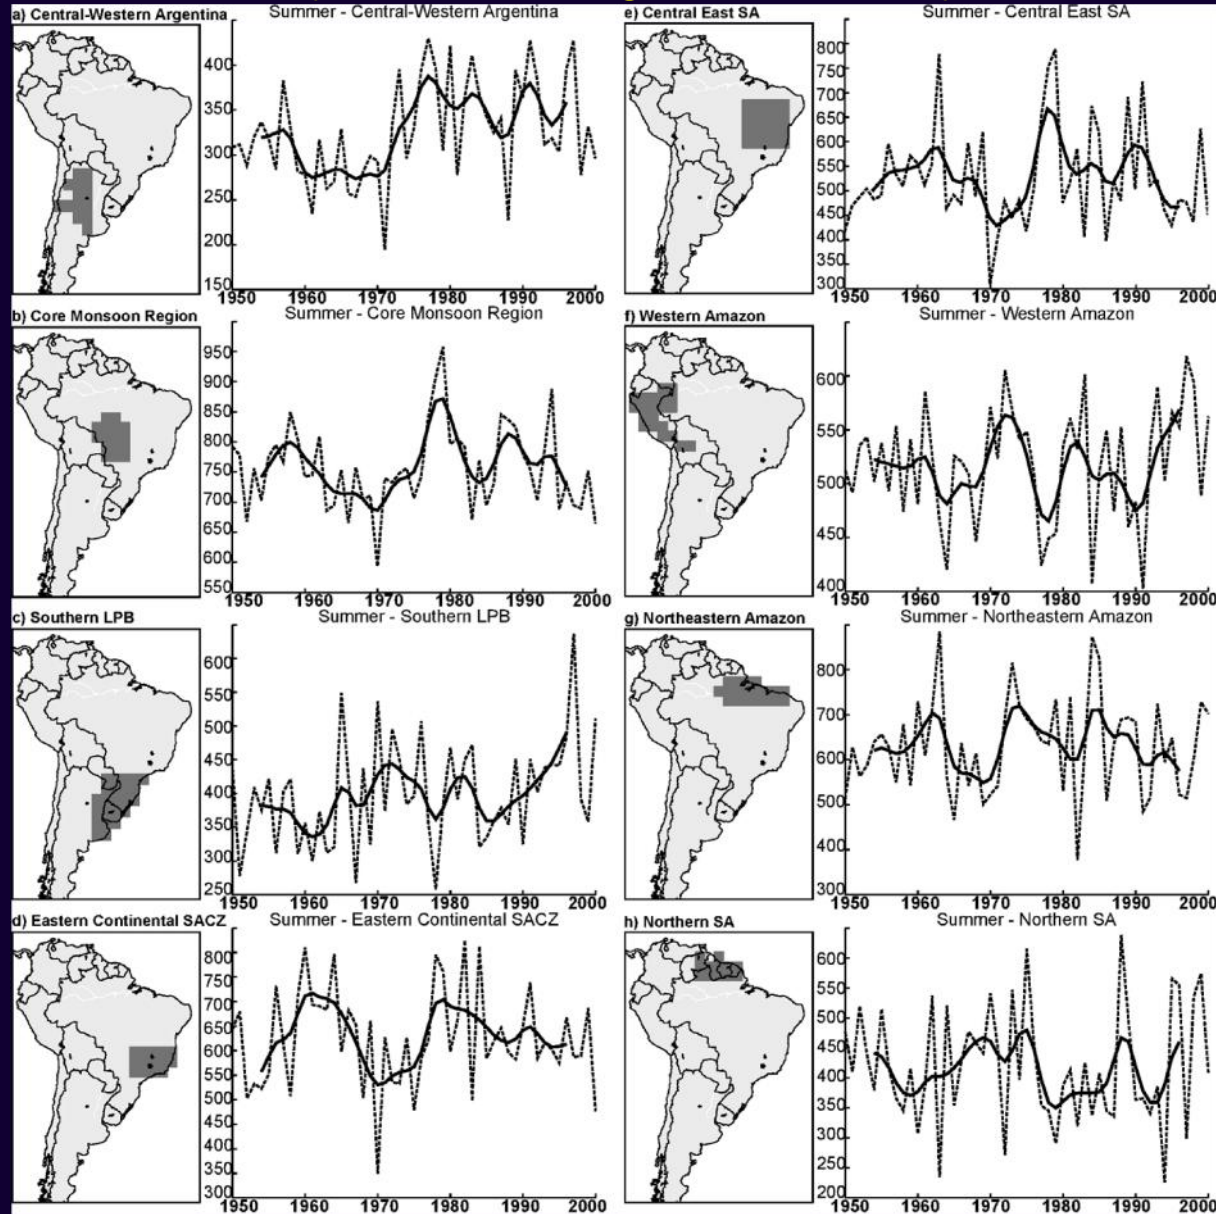 a) Central-Western Argentina
Summer - Central-Western Argentina
400
350
300
250
200
150
1950 1960 1970 1980 1990 2000
b) Core Monsoon Region
Summer - Core Monsoon Region
950
900
850
800
750
700
650
600
550
1950 1960 1970 1980 1990 2000
c) Southern LPB
Summer - Southern LPB
600
550
500
450
400
350
300
250
1950 1960 1970 1980 1990 2000
d) Eastern Continental SACZ
Summer - Eastern Continental SACZ
800
750
700
650
600
550
500
450
400
350
300
1950 1960 1970 1980 1990 2000
e) Central East SA
Summer - Central East SA
800
750
700
650
600
550
500
450
400
350
300
1950 1960 1970 1980 1990 2000
f) Western Amazon
Summer - Western Amazon
600
550
500
450
400
1950 1960 1970 1980 1990 2000
g) Northeastern Amazon
Summer - Northeastern Amazon
800
700
600
500
400
300
1950 1960 1970 1980 1990 2000
h) Northern SA
Summer - Northern SA
650
600
550
500
450
400
350
300
250
200
1950 1960 1970 1980 1990 2000